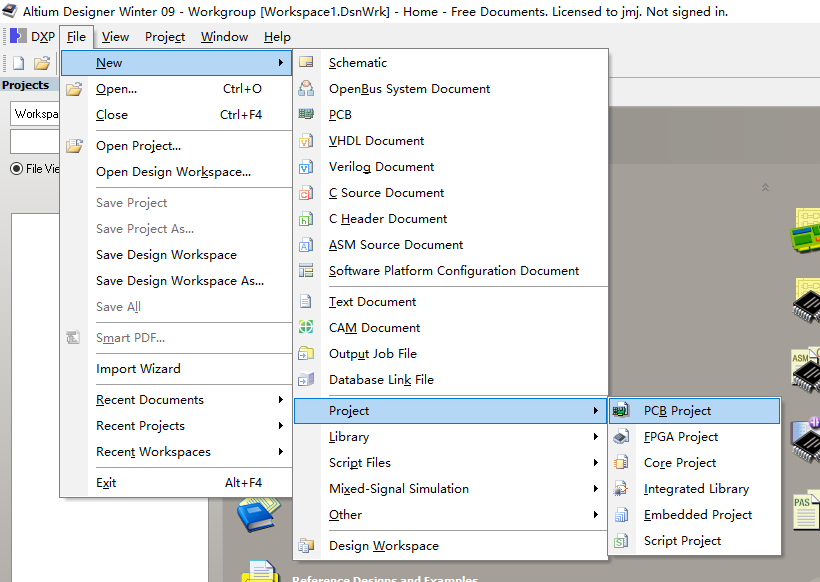 Altium Designer Winter 09 - Workgroup [Workspace1.DsnWrk] - Home - Free Documents. Licensed to jmj. Not signed in.
DXP File View Project Window Help
Projects
File
New
Open... Ctrl+O
Close Ctrl+F4
Open Project...
Open Design Workspace...
Save Project
Save Project As...
Save Design Workspace
Save Design Workspace As...
Save All
Smart PDF...
Import Wizard
Recent Documents
Recent Projects
Recent Workspaces
Exit Alt+F4
Schematic
OpenBus System Document
PCB
VHDL Document
Verilog Document
C Source Document
C Header Document
ASM Source Document
Software Platform Configuration Document
Text Document
CAM Document
Output Job File
Database Link File
Project
Library
Script Files
Mixed-Signal Simulation
Other
Design Workspace
PCB Project
FPGA Project
Core Project
Integrated Library
Embedded Project
Script Project
ASM
PAS
Reference Designs and Examples